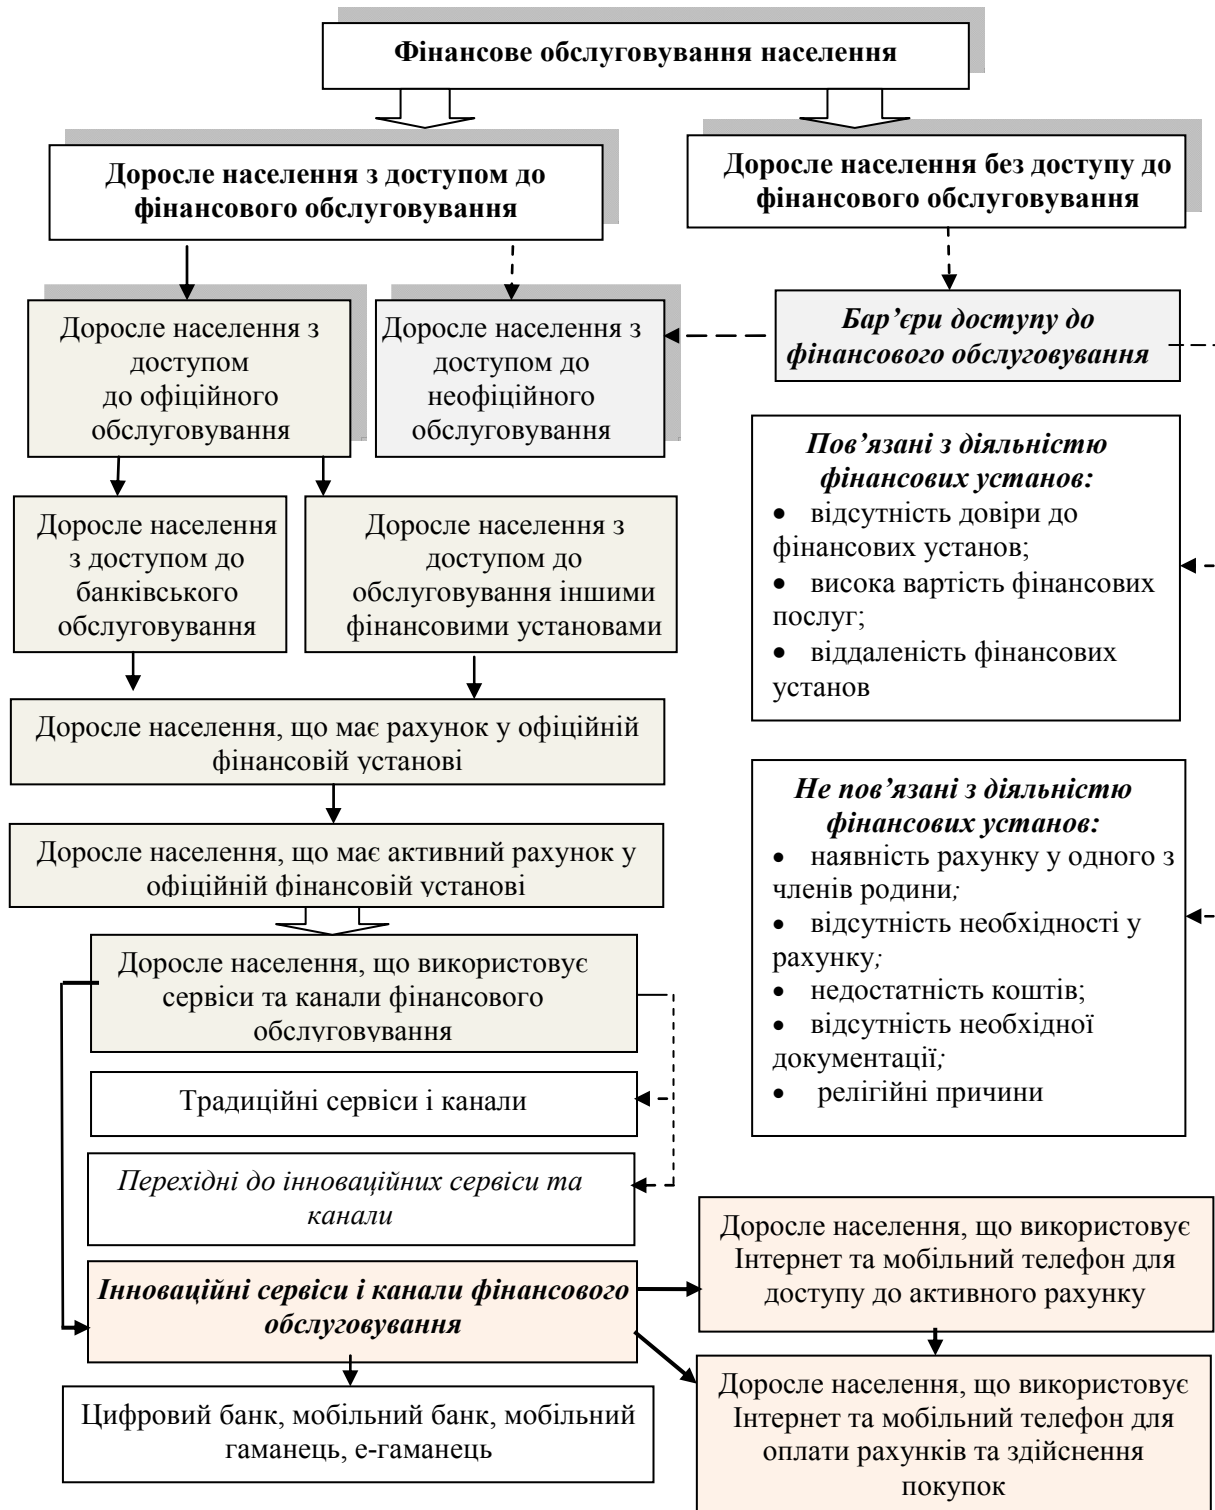 Фінансове обслуговування населення
Доросле населення з доступом до
фінансового обслуговування
Доросле населення без доступу до
фінансового обслуговування
Доросле населення з
доступом
до офіційного
обслуговування
Доросле населення з
доступом до
неофіційного
обслуговування
Бар’єри доступу до
фінансового обслуговування
Пов’язані з діяльністю
фінансових установ:
• відсутність довіри до
фінансових установ;
• висока вартість фінансових
послуг;
• віддаленість фінансових
установ
Доросле населення
з доступом до
банківського
обслуговування
Доросле населення з
доступом до
обслуговування іншими
фінансовими установами
Доросле населення, що має рахунок у офіційній
фінансовій установі
Доросле населення, що має активний рахунок у
офіційній фінансовій установі
Не пов’язані з діяльністю
фінансових установ:
• наявність рахунку у одного з
членів родини;
• відсутність необхідності у
рахунку;
• недостатність коштів;
• відсутність необхідної
документації;
• релігійні причини
Доросле населення, що використовує
сервіси та канали фінансового
обслуговування
Традиційні сервіси і канали
Перехідні до інноваційних сервіси та
канали
Інноваційні сервіси і канали фінансового
обслуговування
Цифровий банк, мобільний банк, мобільний
гаманець, е-гаманець
Доросле населення, що використовує
Інтернет та мобільний телефон для
доступу до активного рахунку
Доросле населення, що використовує
Інтернет та мобільний телефон для
оплати рахунків та здійснення
покупок